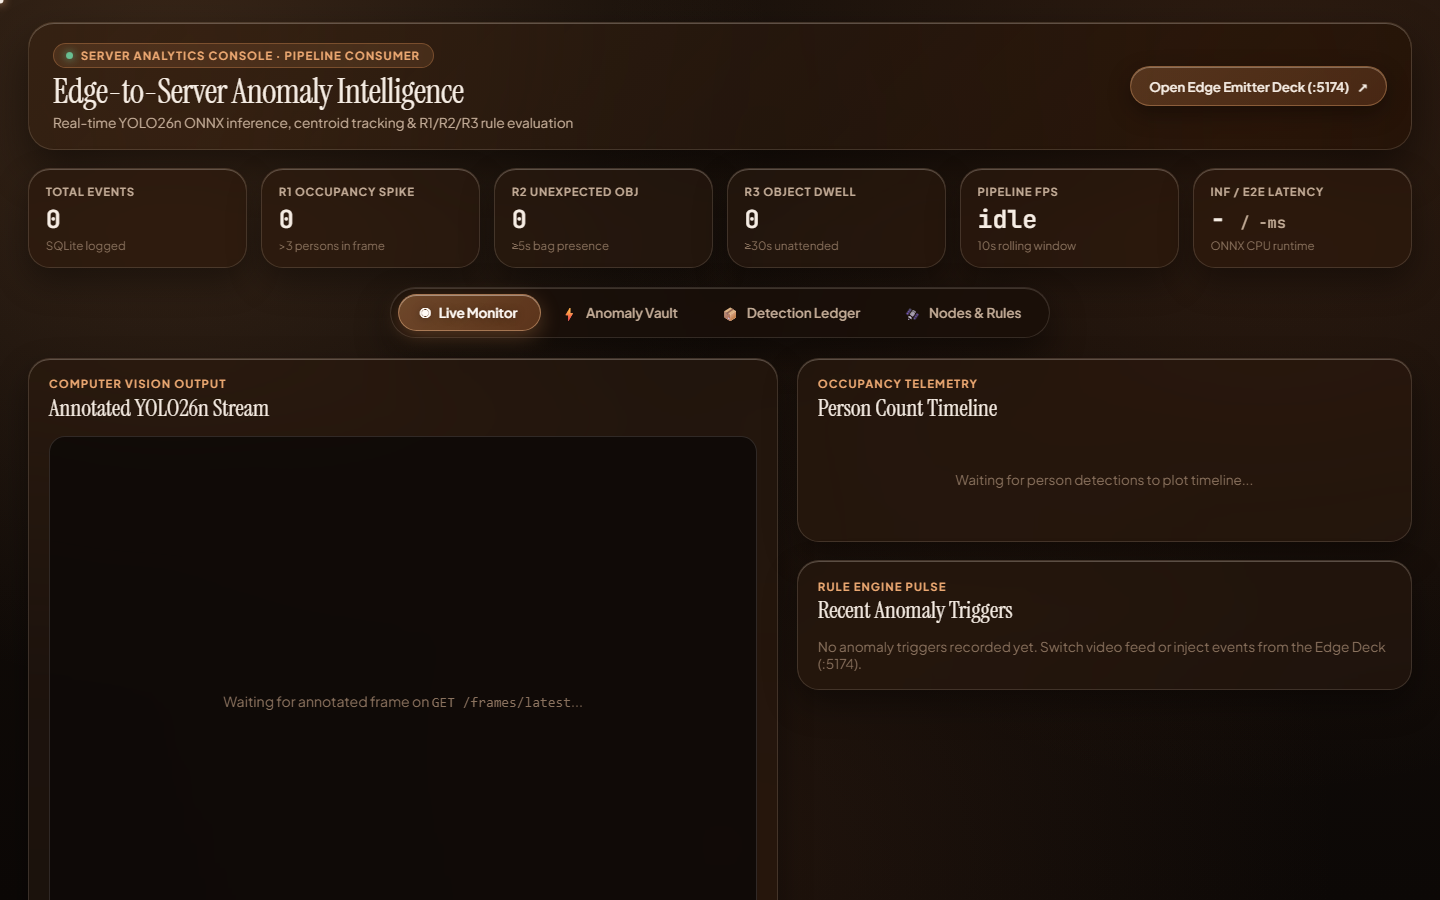 SERVER ANALYTICS CONSOLE · PIPELINE CONSUMER
Edge-to-Server Anomaly Intelligence
Real-time YOLO26n ONNX inference, centroid tracking & R1/R2/R3 rule evaluation
Open Edge Emitter Deck (:5174) ↗
TOTAL EVENTS
0
SQLite logged
R1 OCCUPANCY SPIKE
0
>3 persons in frame
R2 UNEXPECTED OBJ
0
≥5s bag presence
R3 OBJECT DWELL
0
≥30s unattended
PIPELINE FPS
idle
10s rolling window
INF / E2E LATENCY
- / -ms
ONNX CPU runtime
Live Monitor
Anomaly Vault
Detection Ledger
Nodes & Rules
COMPUTER VISION OUTPUT
Annotated YOLO26n Stream
Waiting for annotated frame on GET /frames/latest...
OCCUPANCY TELEMETRY
Person Count Timeline
Waiting for person detections to plot timeline...
RULE ENGINE PULSE
Recent Anomaly Triggers
No anomaly triggers recorded yet. Switch video feed or inject events from the Edge Deck
(:5174).